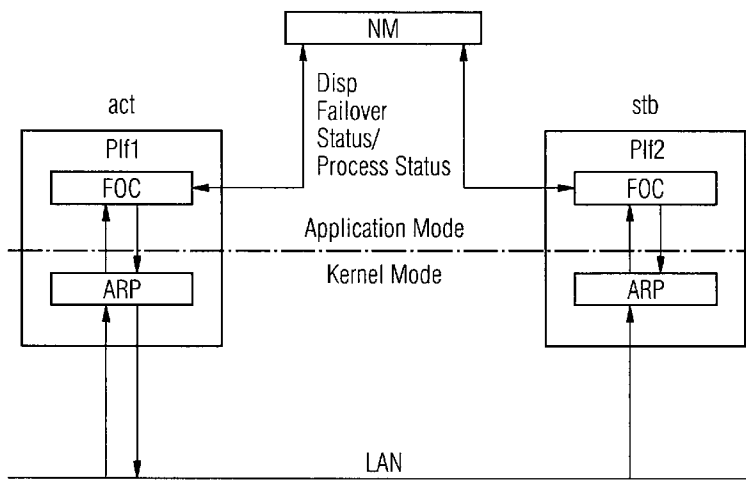 NM
Disp
Failover
Status/
Process Status
act
stb
Plf1
Plf2
FOC
FOC
Application Mode
Kernel Mode
ARP
ARP
LAN